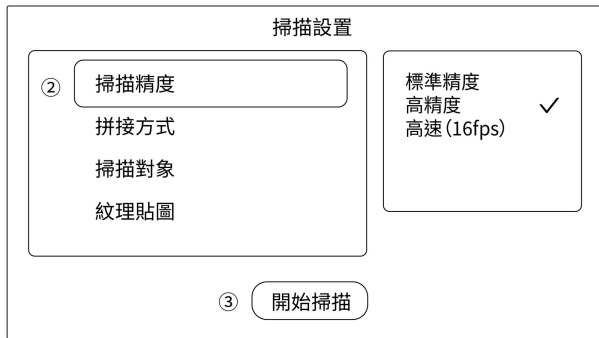 掃描設置
② 掃描精度
拼接方式
掃描對象
紋理貼圖
標準精度
高精度 ✓
高速(16fps)
③ 開始掃描